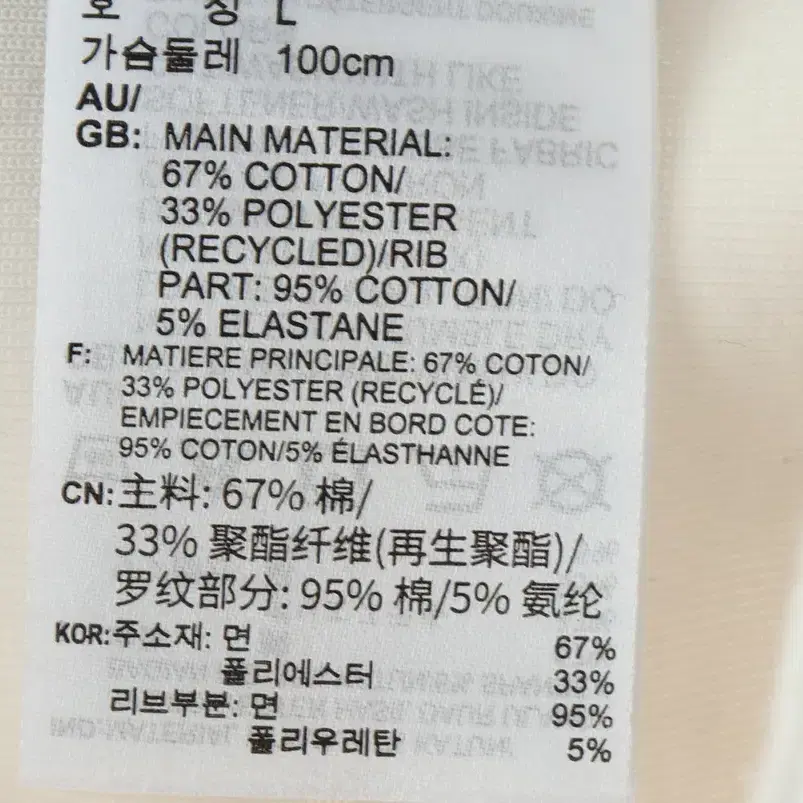 호 칭 L
가슴둘레 100cm
AU/
GB: MAIN MATERIAL:
67% COTTON/
33% POLYESTER
(RECYCLED)/RIB
PART: 95% COTTON/
5% ELASTANE
F: MATIERE PRINCIPALE: 67% COTON/
33% POLYESTER (RECYCLÉ)/
EMPIECEMENT EN BORD COTE:
95% COTON/5% ÉLASTHANNE
CN: 主料: 67% 棉/
33% 聚酯纤维(再生聚酯)/
罗纹部分: 95% 棉/5% 氨纶
KOR: 주소재: 면 67%
폴리에스터 33%
리브부분: 면 95%
폴리우레탄 5%